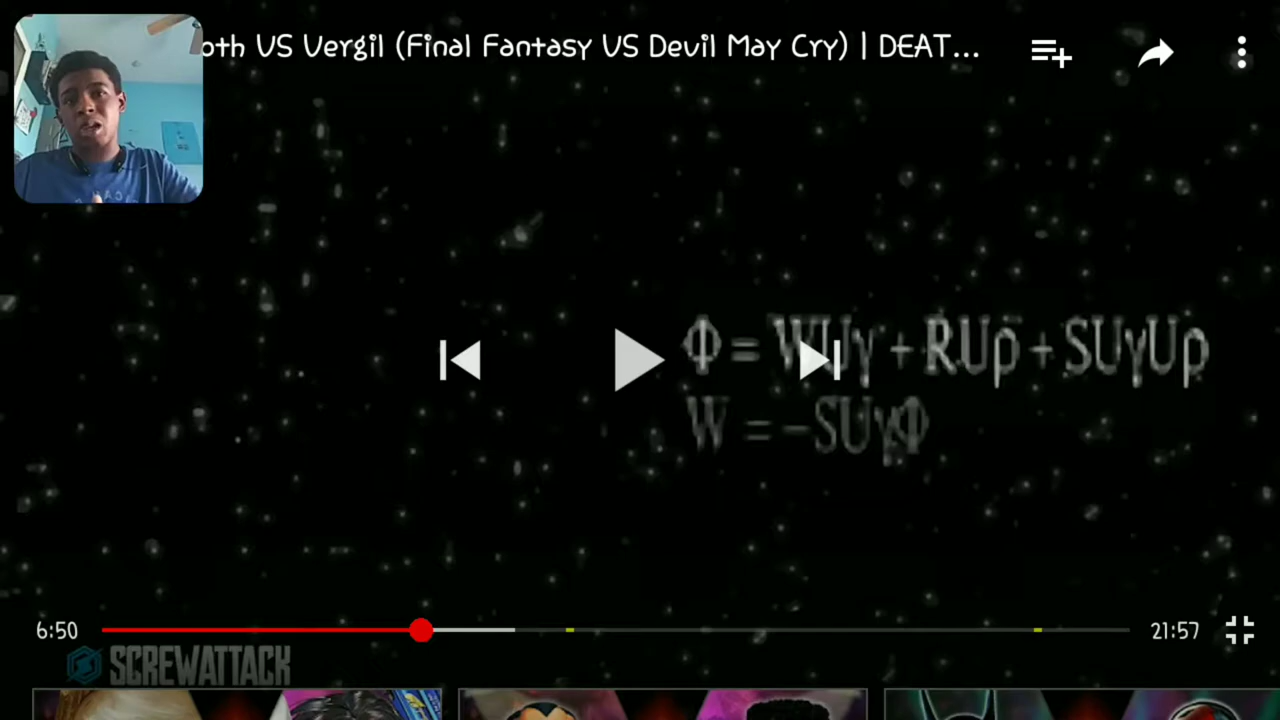 oth VS Vergil (Final Fantasy VS Devil May Cry) | DEAT...
Φ = WUγ + RUρ + SUγUρ
W = −SUγΦ
6:50
21:57
SCREWATTACK